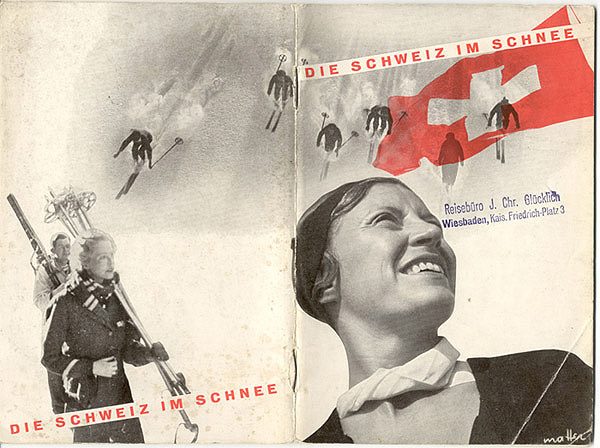 DIE SCHWEIZ IM SCHNEE
Reisebüro J. Chr. Glücklich
Wiesbaden, Kais. Friedrich-Platz 3
DIE SCHWEIZ IM SCHNEE
matter